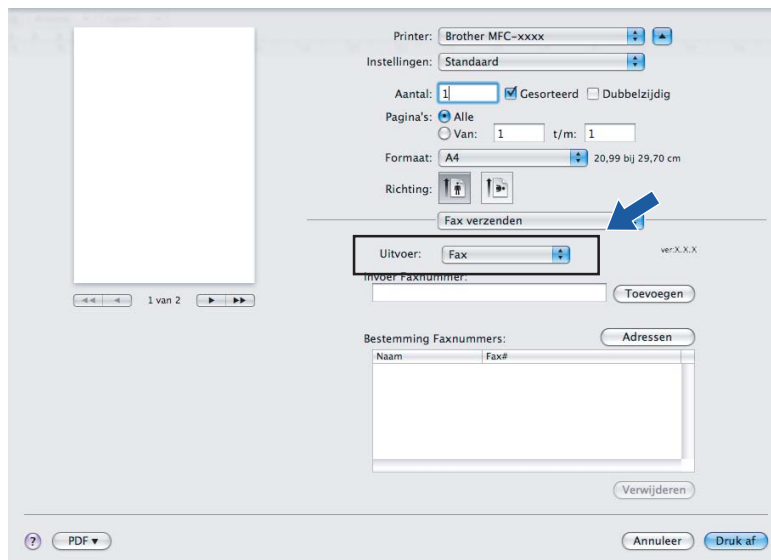 Printer: Brother MFC-xxxx
Instellingen: Standaard
Aantal: 1 Gesorteerd Dubbelzijdig
Pagina's: Alle
Van: 1 t/m: 1
Formaat: A4 20,99 bij 29,70 cm
Richting:
Fax verzenden
Uitvoer: Fax ver:X.X.X
Invoer Faxnummer:
1 van 2
Toevoegen
Bestemming Faxnummers: Adressen
Naam Fax#
Verwijderen
? PDF Annuleer Druk af